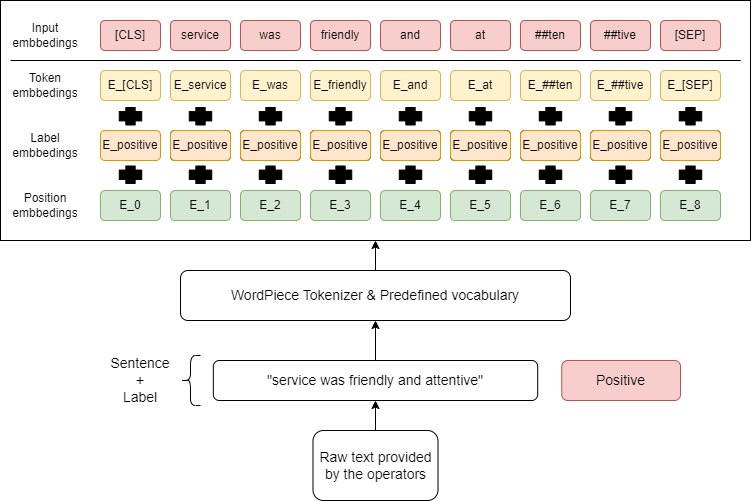 Input embbedings [CLS] service was friendly and at ##ten ##tive [SEP]
Token embbedings E_[CLS] E_service E_was E_friendly E_and E_at E_##ten E_##tive E_[SEP]
Label embbedings E_positive E_positive E_positive E_positive E_positive E_positive E_positive E_positive E_positive
Position embbedings E_0 E_1 E_2 E_3 E_4 E_5 E_6 E_7 E_8
WordPiece Tokenizer & Predefined vocabulary
Sentence
+
Label
"service was friendly and attentive" Positive
Raw text provided
by the operators